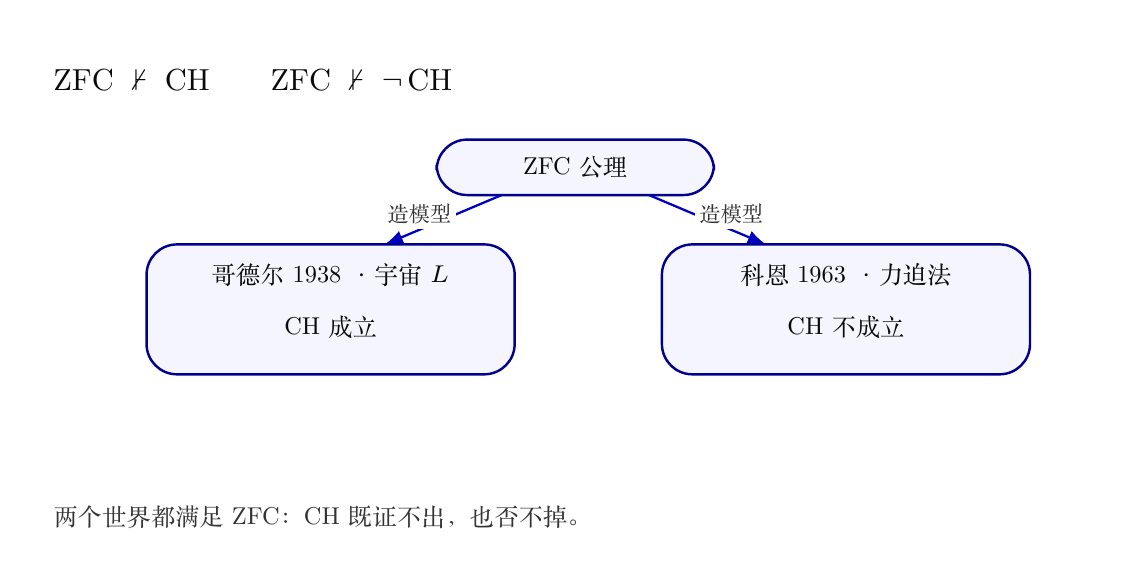 ZFC ⊬ CH  ZFC ⊬ ¬CH
ZFC 公理
造模型 造模型
哥德尔 1938 · 宇宙 L
CH 成立
科恩 1963 · 力迫法
CH 不成立
两个世界都满足 ZFC：CH 既证不出，也否不掉。